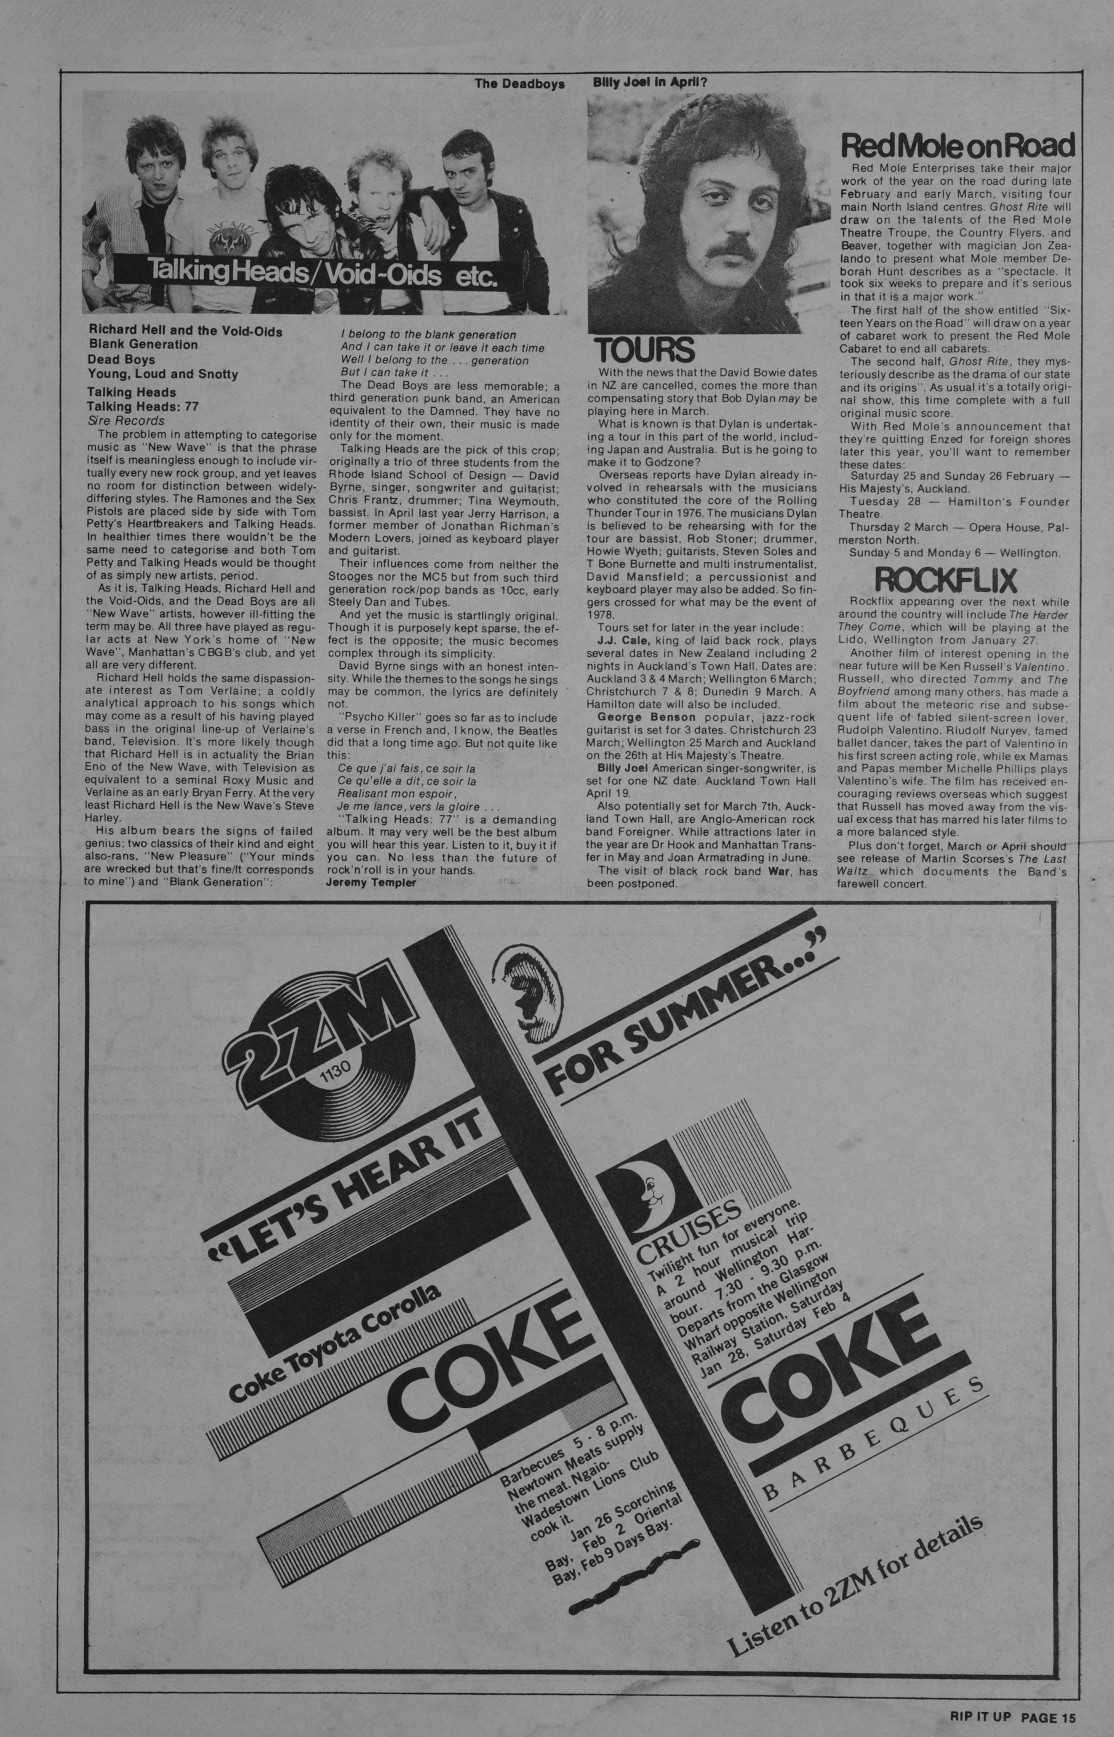 The Deadboys
Talking Heads/Void-Oids etc.
Richard Hell and the Void-Oids
Blank Generation
Dead Boys
Young, Loud and Snotty
Talking Heads
Talking Heads: 77
Sire Records
The problem in attempting to categorise
music as "New Wave" is that the phrase
itself is meaningless enough to include vir-
tually every new rock group, and yet leaves
no room for distinction between widely-
differing styles. The Ramones and the Sex
Pistols are placed side by side with Tom
Petty's Heartbreakers and Talking Heads.
In healthier times there wouldn't be the
same need to categorise and both Tom
Petty and Talking Heads would be thought
of as simply new artists, period.
As it is, Talking Heads, Richard Hell and
the Void-Oids, and the Dead Boys are all
"New Wave" artists, however ill-fitting the
term may be. All three have played as regu-
lar acts at New York's home of "New
Wave", Manhattan's CBGB's club, and yet
all are very different.
Richard Hell holds the same dispassion-
ate interest as Tom Verlaine; a coldly
analytical approach to his songs which
may come as a result of his having played
bass in the original line-up of Verlaine's
band, Television. It's more likely though
that Richard Hell is in actuality the Brian
Eno of the New Wave, with Television as
equivalent to a seminal Roxy Music and
Verlaine as an early Bryan Ferry. At the very
least Richard Hell is the New Wave's Steve
Harley.
His album bears the signs of failed
genius; two classics of their kind and eight
also-rans, "New Pleasure" ("Your minds
are wrecked but that's fine/It corresponds
to mine") and "Blank Generation":
I belong to the blank generation
And I can take it or leave it each time
Well I belong to the ... generation
But I can take it ...
The Dead Boys are less memorable; a
third generation punk band, an American
equivalent to the Damned. They have no
identity of their own, their music is made
only for the moment.
Talking Heads are the pick of this crop;
originally a trio of three students from the
Rhode Island School of Design — David
Byrne, singer, songwriter and guitarist;
Chris Frantz, drummer; Tina Weymouth,
bassist. In April last year Jerry Harrison, a
former member of Jonathan Richman's
Modern Lovers, joined as keyboard player
and guitarist.
Their influences come from neither the
Stooges nor the MC5 but from such third
generation rock/pop bands as 10cc, early
Steely Dan and Tubes.
And yet the music is startlingly original.
Though it is purposely kept sparse, the ef-
fect is the opposite; the music becomes
complex through its simplicity.
David Byrne sings with an honest inten-
sity. While the themes to the songs he sings
may be common, the lyrics are definitely
not.
"Psycho Killer" goes so far as to include
a verse in French and, I know, the Beatles
did that a long time ago. But not quite like
this:
Ce que j'ai fais, ce soir la
Ce qu'elle a dit, ce soir la
Realisant mon espoir,
Je me lance, vers la gloire ...
"Talking Heads: 77" is a demanding
album. It may very well be the best album
you will hear this year. Listen to it, buy it if
you can. No less than the future of
rock'n'roll is in your hands.
Jeremy Templer
Billy Joel in April?
TOURS
With the news that the David Bowie dates
in NZ are cancelled, comes the more than
compensating story that Bob Dylan may be
playing here in March.
What is known is that Dylan is undertak-
ing a tour in this part of the world, includ-
ing Japan and Australia. But is he going to
make it to Godzone?
Overseas reports have Dylan already in-
volved in rehearsals with the musicians
who constituted the core of the Rolling
Thunder Tour in 1976. The musicians Dylan
is believed to be rehearsing with for the
tour are bassist, Rob Stoner; drummer,
Howie Wyeth; guitarists, Steven Soles and
T Bone Burnette and multi instrumentalist,
David Mansfield; a percussionist and
keyboard player may also be added. So fin-
gers crossed for what may be the event of
1978.
Tours set for later in the year include:
J.J. Cale, king of laid back rock, plays
several dates in New Zealand including 2
nights in Auckland's Town Hall. Dates are:
Auckland 3 & 4 March; Wellington 6 March;
Christchurch 7 & 8; Dunedin 9 March. A
Hamilton date will also be included.
George Benson popular, jazz-rock
guitarist is set for 3 dates. Christchurch 23
March; Wellington 25 March and Auckland
on the 26th at His Majesty's Theatre.
Billy Joel American singer-songwriter, is
set for one NZ date. Auckland Town Hall
April 19.
Also potentially set for March 7th, Auck-
land Town Hall, are Anglo-American rock
band Foreigner. While attractions later in
the year are Dr Hook and Manhattan Trans-
fer in May and Joan Armatrading in June.
The visit of black rock band War, has
been postponed.
Red Mole on Road
Red Mole Enterprises take their major
work of the year on the road during late
February and early March, visiting four
main North Island centres. Ghost Rite will
draw on the talents of the Red Mole
Theatre Troupe, the Country Flyers, and
Beaver, together with magician Jon Zea-
lando to present what Mole member De-
borah Hunt describes as a "spectacle. It
took six weeks to prepare and it's serious
in that it is a major work."
The first half of the show entitled "Six-
teen Years on the Road" will draw on a year
of cabaret work to present the Red Mole
Cabaret to end all cabarets.
The second half, Ghost Rite, they mys-
teriously describe as the drama of our state
and its origins". As usual it's a totally origi-
nal show, this time complete with a full
original music score.
With Red Mole's announcement that
they're quitting Enzed for foreign shores
later this year, you'll want to remember
these dates:
Saturday 25 and Sunday 26 February —
His Majesty's, Auckland.
Tuesday 28 — Hamilton's Founder
Theatre.
Thursday 2 March — Opera House, Pal-
merston North.
Sunday 5 and Monday 6 — Wellington.
ROCKFLIX
Rockflix appearing over the next while
around the country will include The Harder
They Come, which will be playing at the
Lido, Wellington from January 27.
Another film of interest opening in the
near future will be Ken Russell's Valentino.
Russell, who directed Tommy and The
Boyfriend among many others, has made a
film about the meteoric rise and subse-
quent life of fabled silent-screen lover,
Rudolph Valentino. Rludolf Nuryev, famed
ballet dancer, takes the part of Valentino in
his first screen acting role, while ex Mamas
and Papas member Michelle Phillips plays
Valentino's wife. The film has received en-
couraging reviews overseas which suggest
that Russell has moved away from the vis-
ual excess that has marred his later films to
a more balanced style.
Plus don't forget, March or April should
see release of Martin Scorses's The Last
Waltz which documents the Band's
farewell concert.
2ZM
1130
"LET'S HEAR IT
FOR SUMMER..."
Coke Toyota Corolla
COKE
Barbecues 5 - 8 p.m.
Newtown Meats supply
the meat. Ngaio-
Wadestown Lions Club
cook it.
Jan 26 Scorching
Bay, Feb 2 Oriental
Bay, Feb 9 Days Bay.
CRUISES
Twilight fun for everyone.
A 2 hour musical trip
around Wellington Har-
bour. 7.30 - 9.30 p.m.
Departs from the Glasgow
Wharf opposite Wellington
Railway Station, Saturday
Jan 28, Saturday Feb 4
COKE
BARBEQUES
Listen to 2ZM for details
RIP IT UP PAGE 15